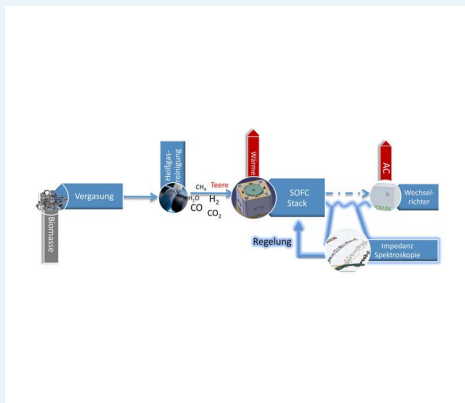 Biomasse
Vergasung
Heißgas-
reinigung
CH₄
Teere
H₂O
H₂
CO
CO₂
Wärme
SOFC
Stack
AC
Wechsel-
richter
Regelung
Impedanz
Spektroskopie